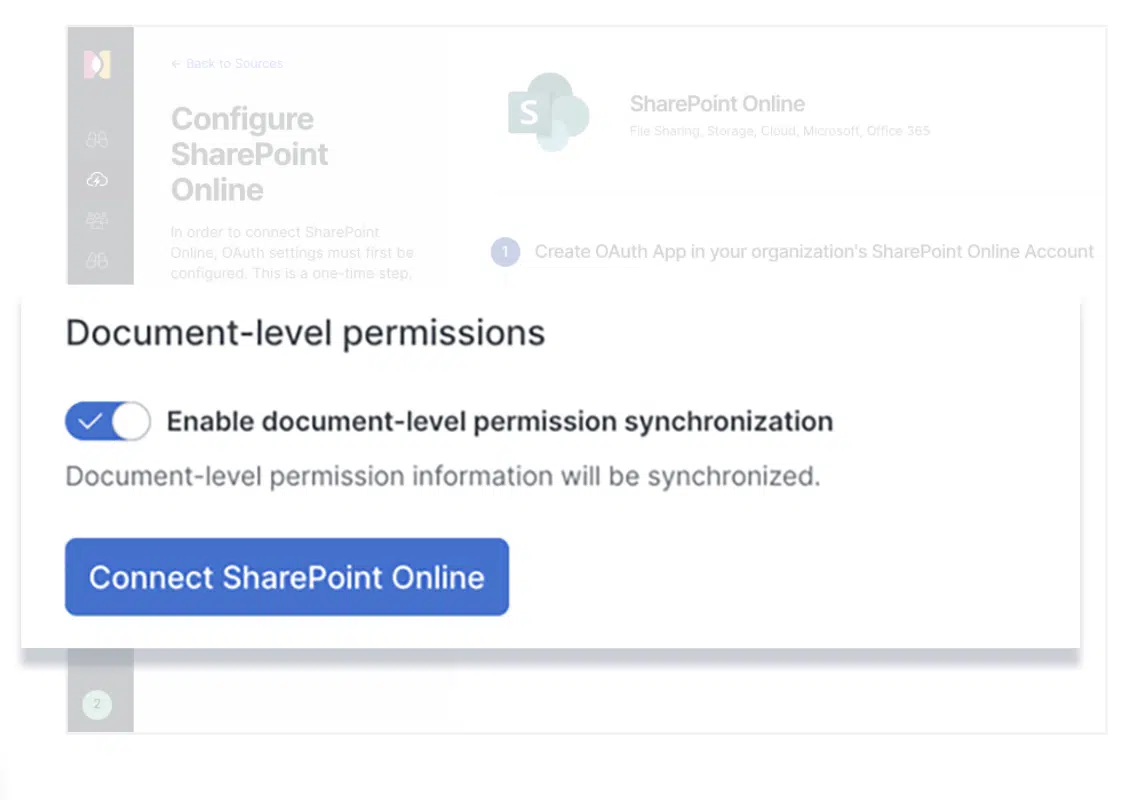 ← Back to Sources
Configure
SharePoint
Online
In order to connect SharePoint
Online, OAuth settings must first be
configured. This is a one-time step,
S
SharePoint Online
File Sharing, Storage, Cloud, Microsoft, Office 365
1 Create OAuth App in your organization's SharePoint Online Account
Document-level permissions
Enable document-level permission synchronization
Document-level permission information will be synchronized.
Connect SharePoint Online
2